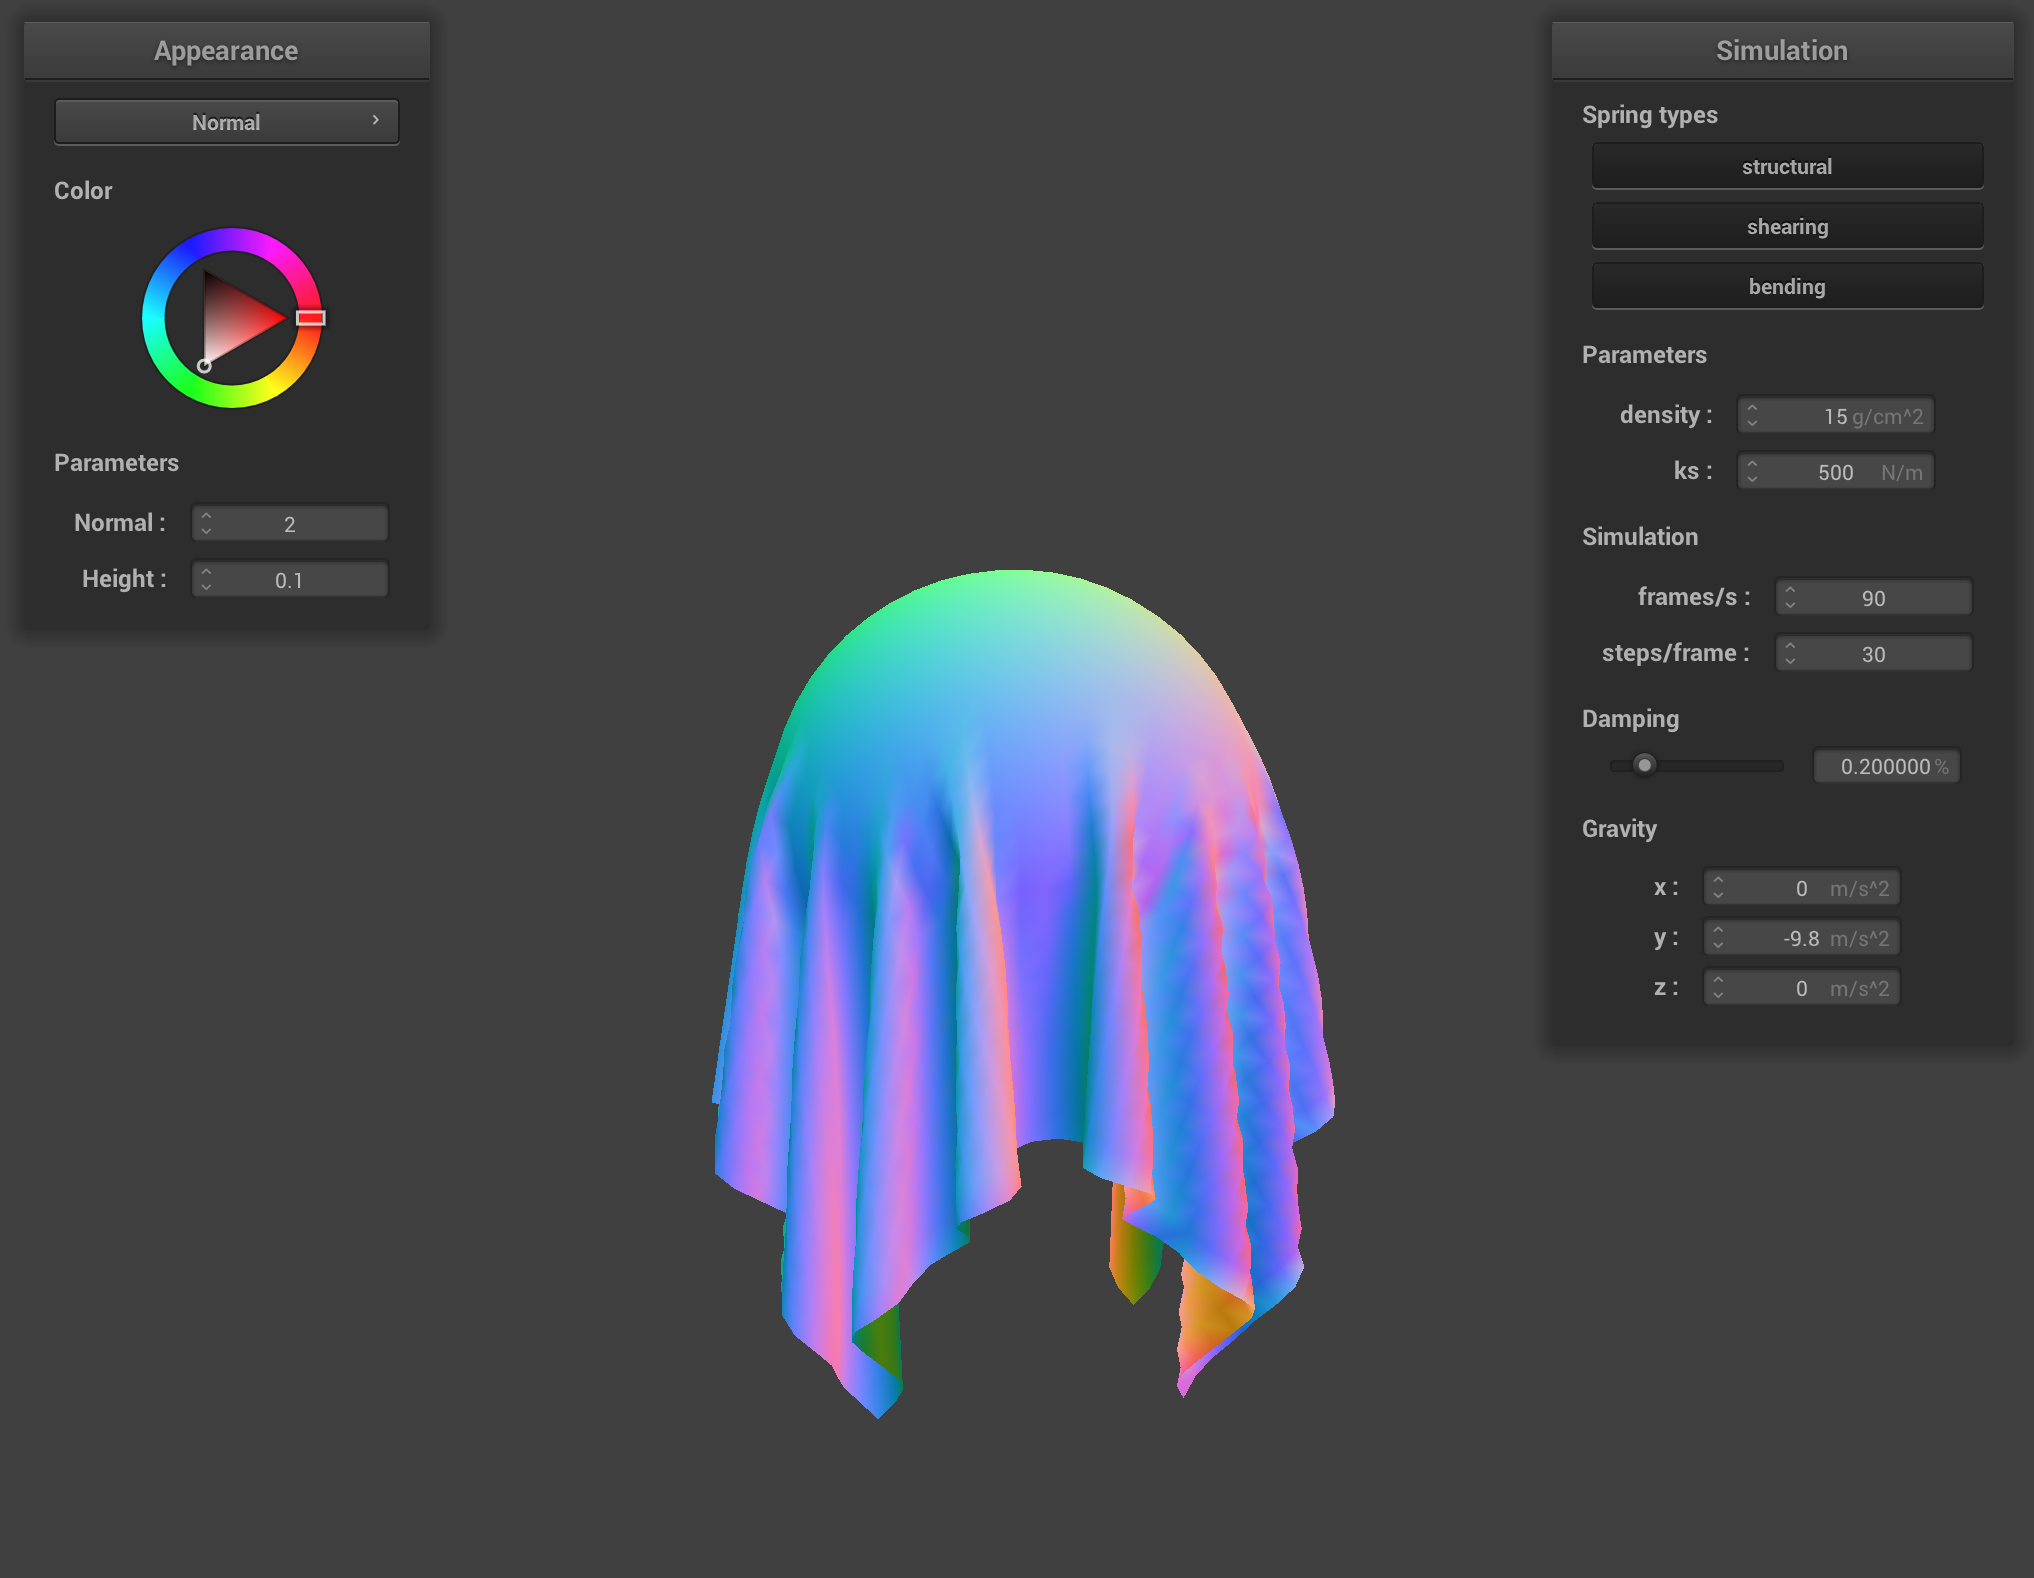 Appearance
Normal
Color
Parameters
Normal : 2
Height : 0.1
Simulation
Spring types
structural
shearing
bending
Parameters
density : 15 g/cm^2
ks : 500 N/m
Simulation
frames/s : 90
steps/frame : 30
Damping
0.200000 %
Gravity
x : 0 m/s^2
y : -9.8 m/s^2
z : 0 m/s^2